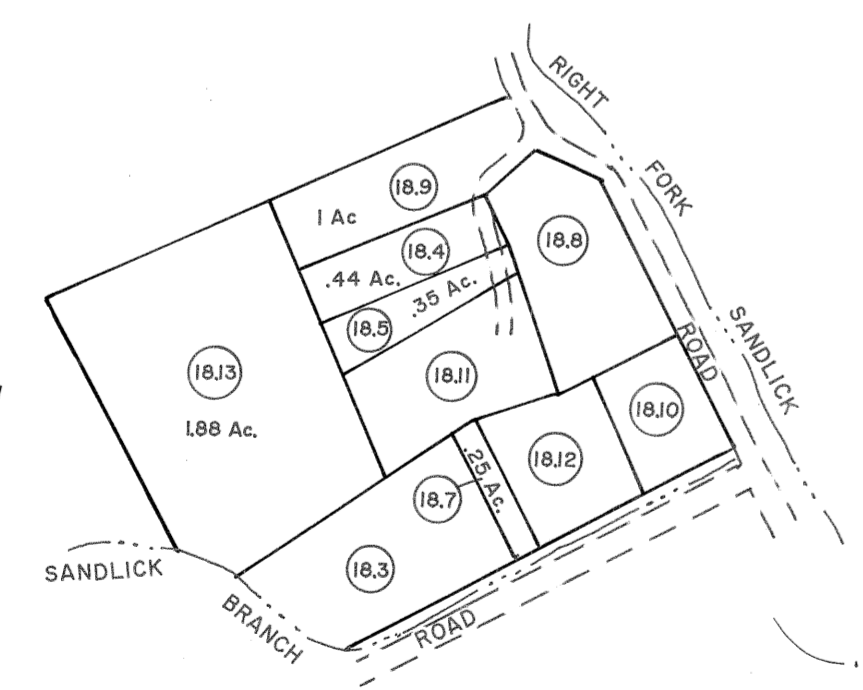 RIGHT
FORK
SANDLICK
ROAD
18.9
1 Ac
18.4
.44 Ac.
18.8
.35 Ac.
18.5
18.13
1.88 Ac.
18.11
18.10
18.12
.25 Ac.
18.7
18.3
SANDLICK
BRANCH
ROAD